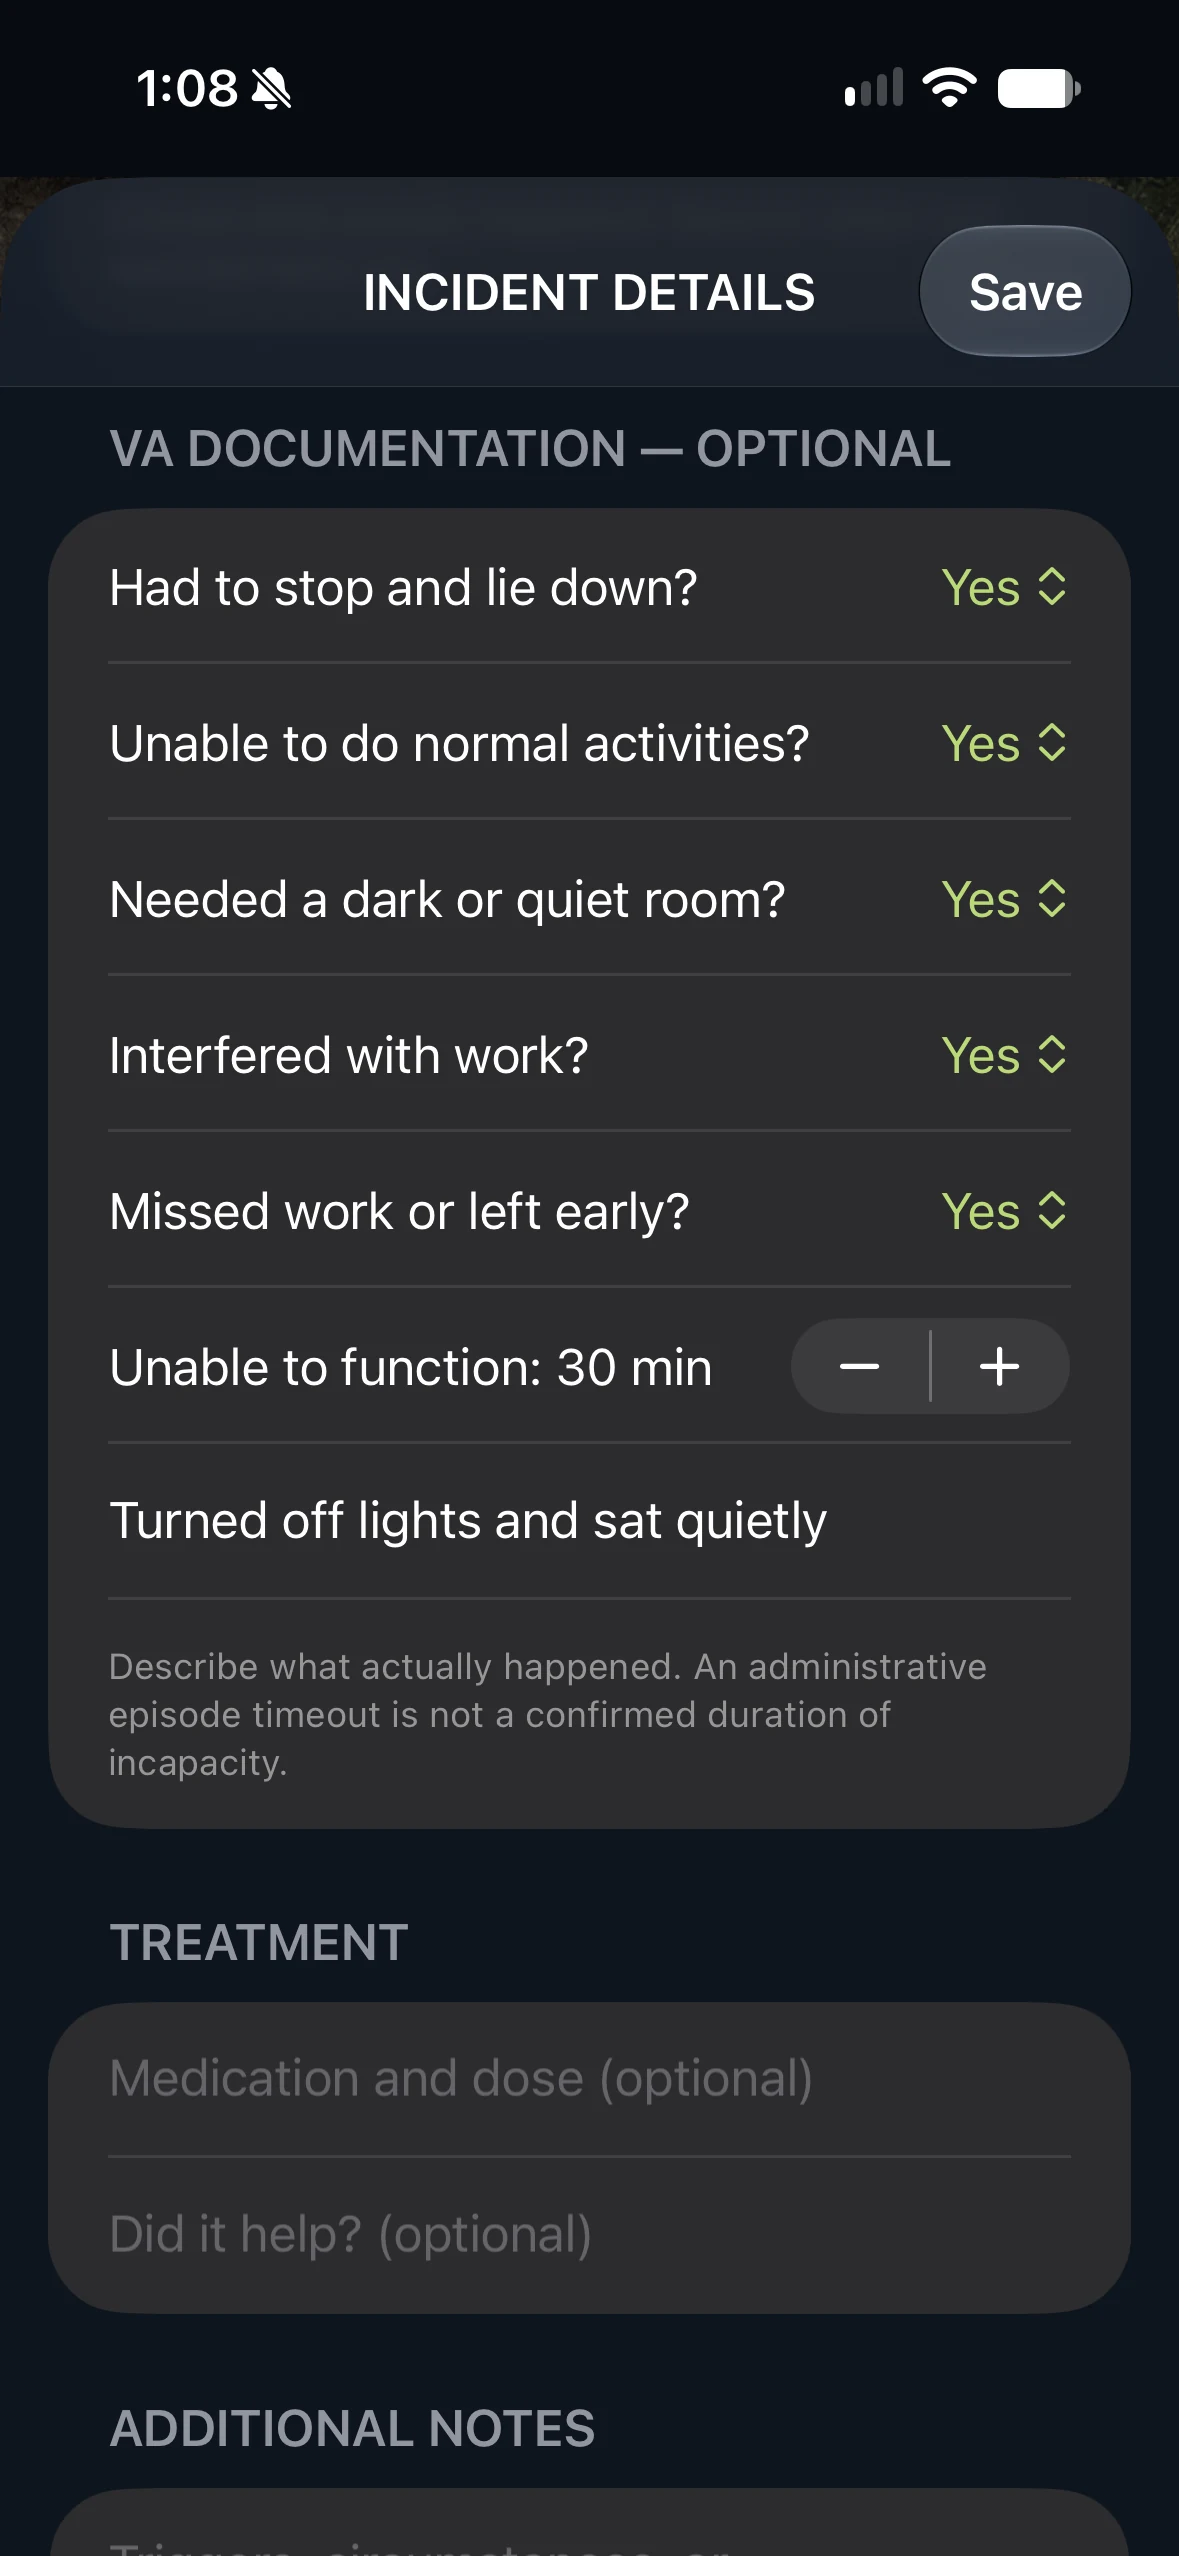 1:08
INCIDENT DETAILS
Save
VA DOCUMENTATION — OPTIONAL
Had to stop and lie down? Yes
Unable to do normal activities? Yes
Needed a dark or quiet room? Yes
Interfered with work? Yes
Missed work or left early? Yes
Unable to function: 30 min − +
Turned off lights and sat quietly
Describe what actually happened. An administrative
episode timeout is not a confirmed duration of
incapacity.
TREATMENT
Medication and dose (optional)
Did it help? (optional)
ADDITIONAL NOTES
Triggers, circumstances, or